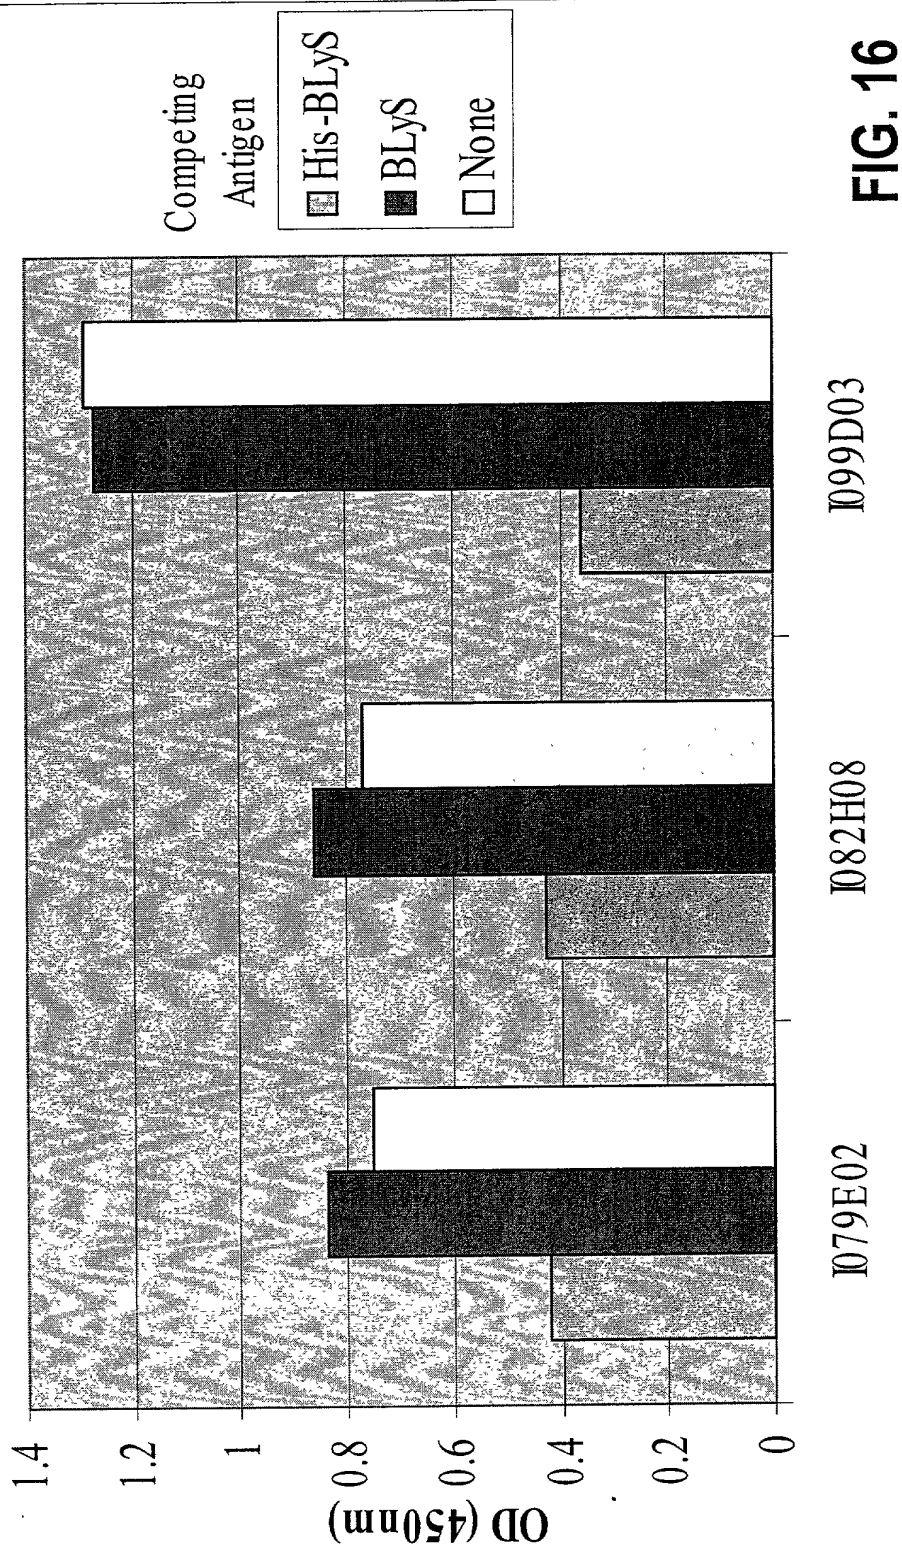 Competing
Antigen
His-BLyS
BLyS
None
OD (450nm)
1.4
1.2
1
0.8
0.6
0.4
0.2
0
I079E02
I082H08
I099D03
FIG. 16